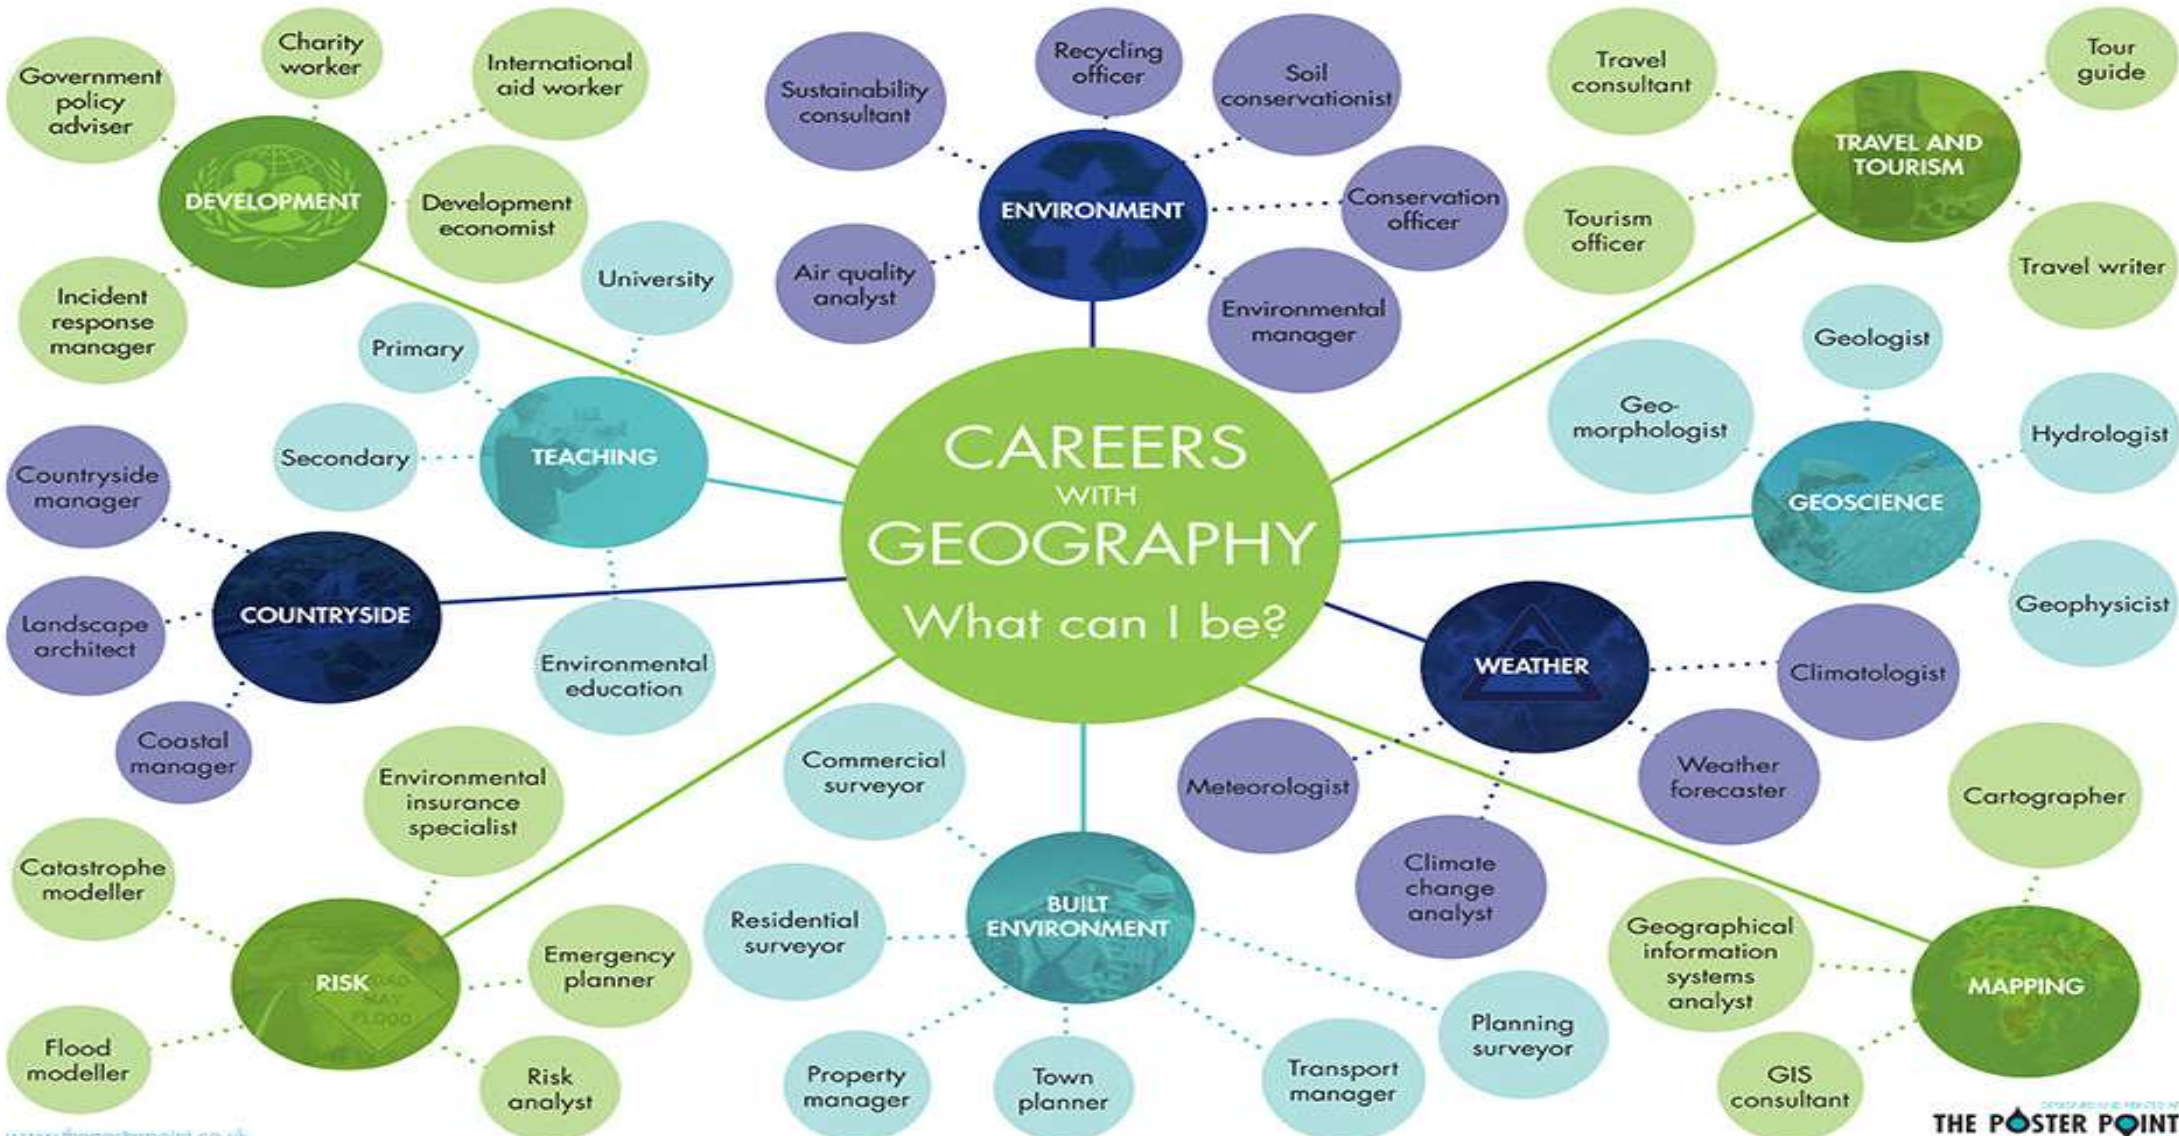 CAREERS
WITH
GEOGRAPHY
What can I be?
DEVELOPMENT
Government
policy
adviser
Charity
worker
International
aid worker
Development
economist
Incident
response
manager
TEACHING
University
Primary
Secondary
Environmental
education
ENVIRONMENT
Sustainability
consultant
Recycling
officer
Soil
conservationist
Conservation
officer
Environmental
manager
Air quality
analyst
TRAVEL AND
TOURISM
Travel
consultant
Tour
guide
Tourism
officer
Travel writer
GEOSCIENCE
Geologist
Geo-
morphologist
Hydrologist
Geophysicist
COUNTRYSIDE
Countryside
manager
Landscape
architect
Coastal
manager
WEATHER
Climatologist
Weather
forecaster
Meteorologist
Climate
change
analyst
RISK
ROAD
MAY
FLOOD
Environmental
insurance
specialist
Catastrophe
modeller
Emergency
planner
Flood
modeller
Risk
analyst
BUILT
ENVIRONMENT
Commercial
surveyor
Residential
surveyor
Property
manager
Town
planner
Transport
manager
Planning
surveyor
MAPPING
Cartographer
Geographical
information
systems
analyst
GIS
consultant
THE POSTER POINT